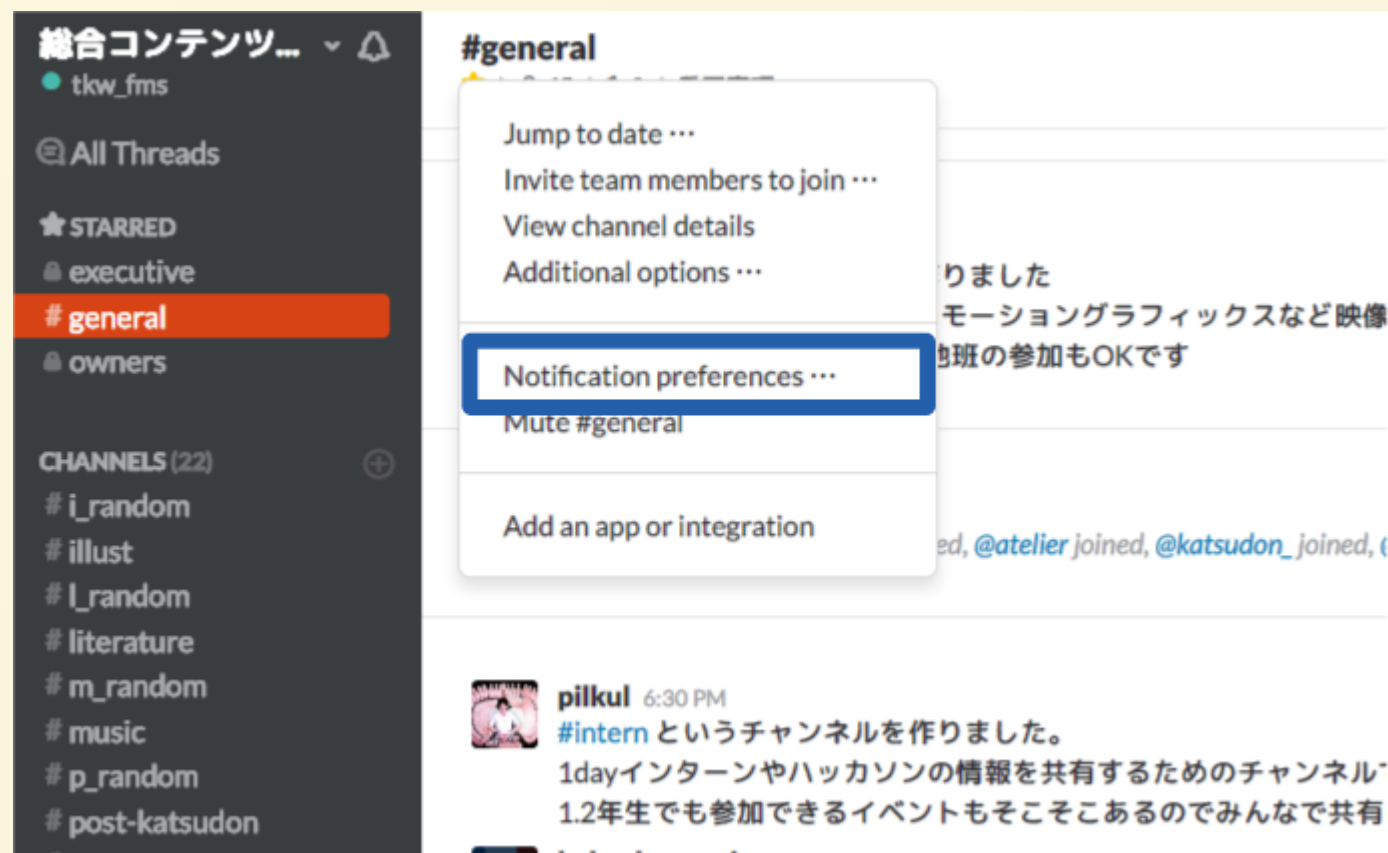 総合コンテンツ...
tkw_fms
All Threads
STARRED
executive
# general
owners
CHANNELS (22)
# i_random
# illust
# l_random
# literature
# m_random
# music
# p_random
# post-katsudon
#general
Jump to date ···
Invite team members to join ···
View channel details
Additional options ···
Notification preferences ···
Mute #general
Add an app or integration
りました
モーショングラフィックスなど映像
班の参加もOKです
ed, @atelier joined, @katsudon_ joined,
pilkul 6:30 PM
#intern というチャンネルを作りました。
1dayインターンやハッカソンの情報を共有するためのチャンネル
1.2年生でも参加できるイベントもそこそこあるのでみんなで共有